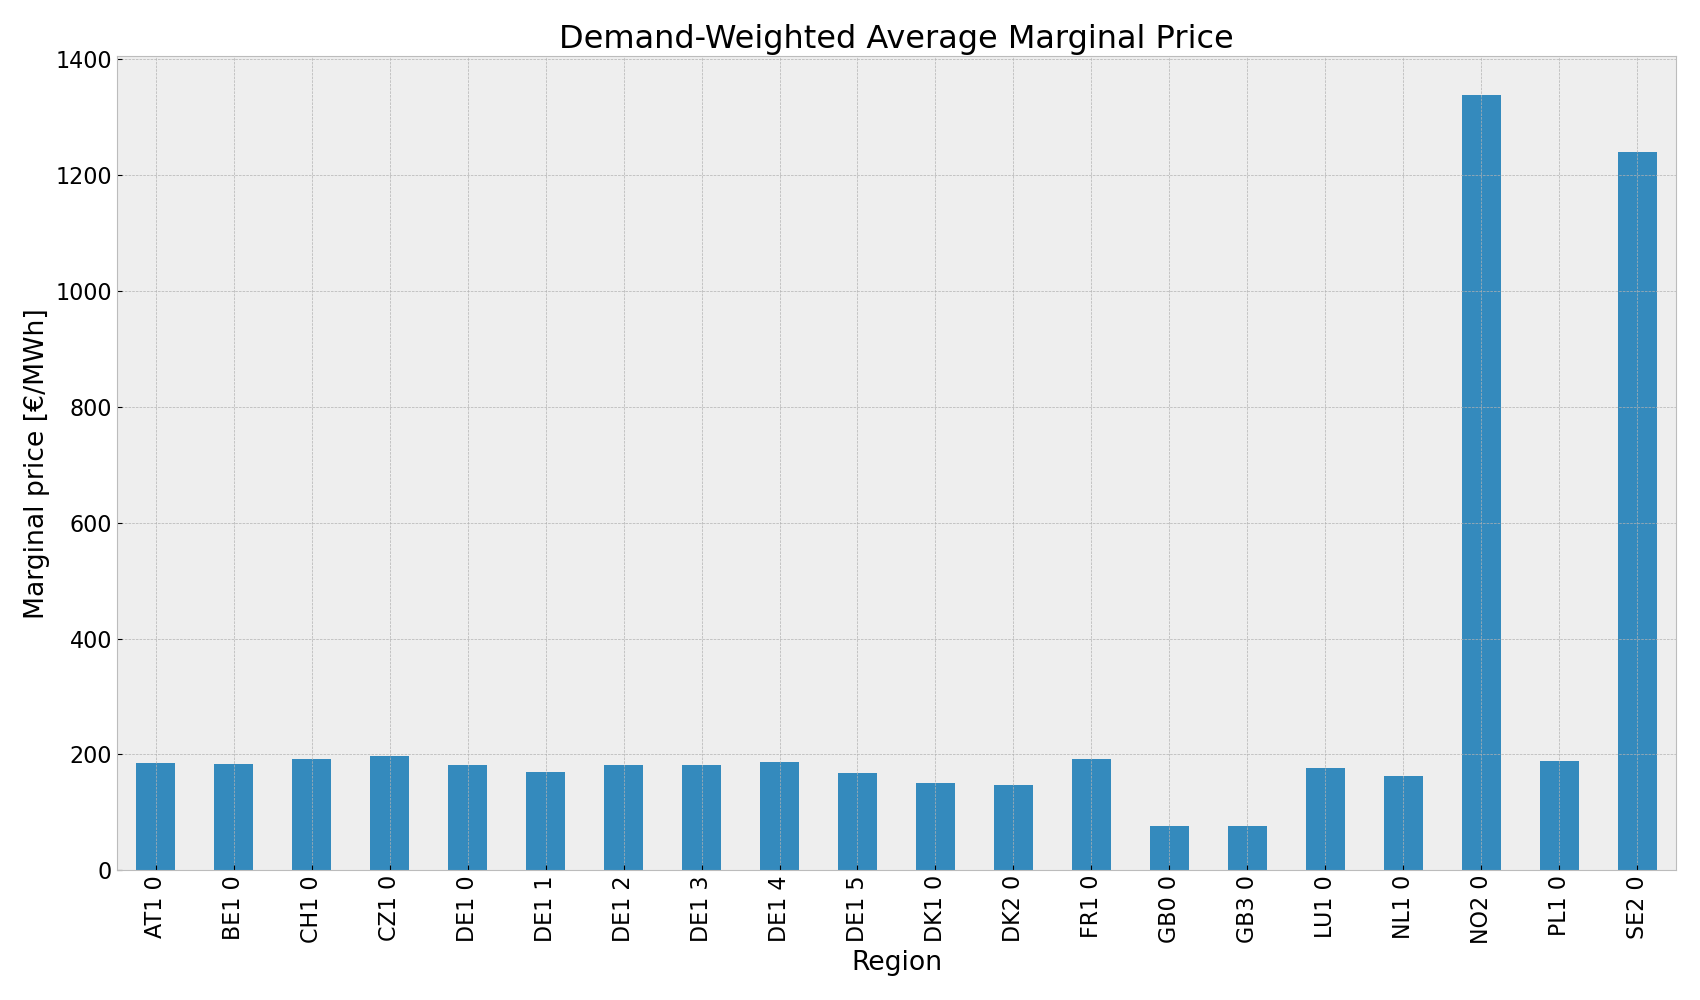 Demand-Weighted Average Marginal Price
Marginal price [€/MWh]
1400
1200
1000
800
600
400
200
0
AT1 0
BE1 0
CH1 0
CZ1 0
DE1 0
DE1 1
DE1 2
DE1 3
DE1 4
DE1 5
DK1 0
DK2 0
FR1 0
GB0 0
GB3 0
LU1 0
NL1 0
NO2 0
PL1 0
SE2 0
Region